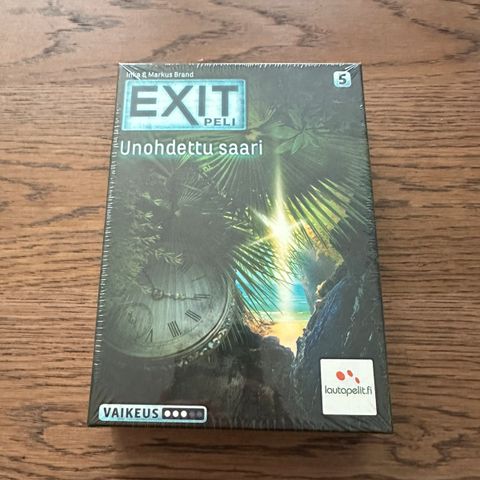 Inka & Markus Brand
EXIT
PELI
5
Unohdettu saari
VAIKEUS
lautapelit.fi